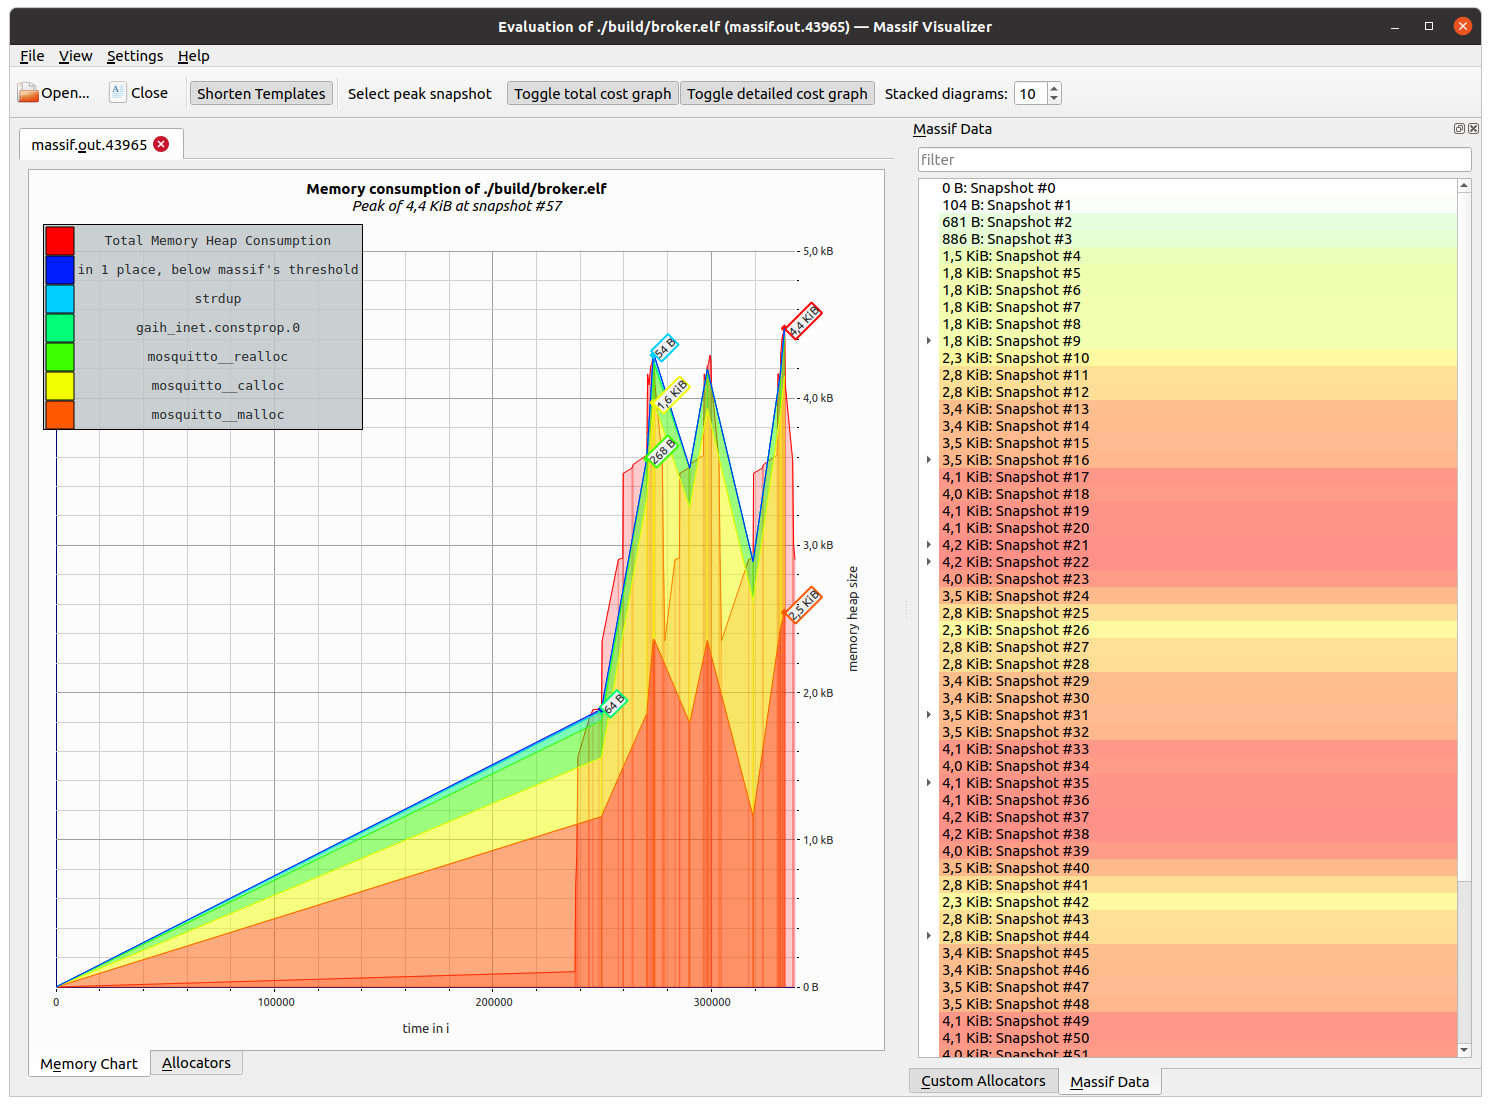 Evaluation of ./build/broker.elf (massif.out.43965) — Massif Visualizer
File View Settings Help
Open... Close Shorten Templates Select peak snapshot Toggle total cost graph Toggle detailed cost graph Stacked diagrams: 10
massif.out.43965
Memory consumption of ./build/broker.elf
Peak of 4,4 KiB at snapshot #57
Total Memory Heap Consumption
in 1 place, below massif's threshold
strdup
gaih_inet.constprop.0
mosquitto__realloc
mosquitto__calloc
mosquitto__malloc
5,0 kB
4,0 kB
3,0 kB
2,0 kB
1,0 kB
0 B
memory heap size
54 B
4,4 KiB
1,6 KiB
268 B
2,5 KiB
64 B
0 100000 200000 300000
time in i
Memory Chart Allocators
Massif Data
filter
0 B: Snapshot #0
104 B: Snapshot #1
681 B: Snapshot #2
886 B: Snapshot #3
1,5 KiB: Snapshot #4
1,8 KiB: Snapshot #5
1,8 KiB: Snapshot #6
1,8 KiB: Snapshot #7
1,8 KiB: Snapshot #8
1,8 KiB: Snapshot #9
2,3 KiB: Snapshot #10
2,8 KiB: Snapshot #11
2,8 KiB: Snapshot #12
3,4 KiB: Snapshot #13
3,4 KiB: Snapshot #14
3,5 KiB: Snapshot #15
3,5 KiB: Snapshot #16
4,1 KiB: Snapshot #17
4,0 KiB: Snapshot #18
4,1 KiB: Snapshot #19
4,1 KiB: Snapshot #20
4,2 KiB: Snapshot #21
4,2 KiB: Snapshot #22
4,0 KiB: Snapshot #23
3,5 KiB: Snapshot #24
2,8 KiB: Snapshot #25
2,3 KiB: Snapshot #26
2,8 KiB: Snapshot #27
2,8 KiB: Snapshot #28
3,4 KiB: Snapshot #29
3,4 KiB: Snapshot #30
3,5 KiB: Snapshot #31
3,5 KiB: Snapshot #32
4,1 KiB: Snapshot #33
4,0 KiB: Snapshot #34
4,1 KiB: Snapshot #35
4,1 KiB: Snapshot #36
4,2 KiB: Snapshot #37
4,2 KiB: Snapshot #38
4,0 KiB: Snapshot #39
3,5 KiB: Snapshot #40
2,8 KiB: Snapshot #41
2,3 KiB: Snapshot #42
2,8 KiB: Snapshot #43
2,8 KiB: Snapshot #44
3,4 KiB: Snapshot #45
3,4 KiB: Snapshot #46
3,5 KiB: Snapshot #47
3,5 KiB: Snapshot #48
4,1 KiB: Snapshot #49
4,1 KiB: Snapshot #50
4,0 KiB: Snapshot #51
Custom Allocators Massif Data